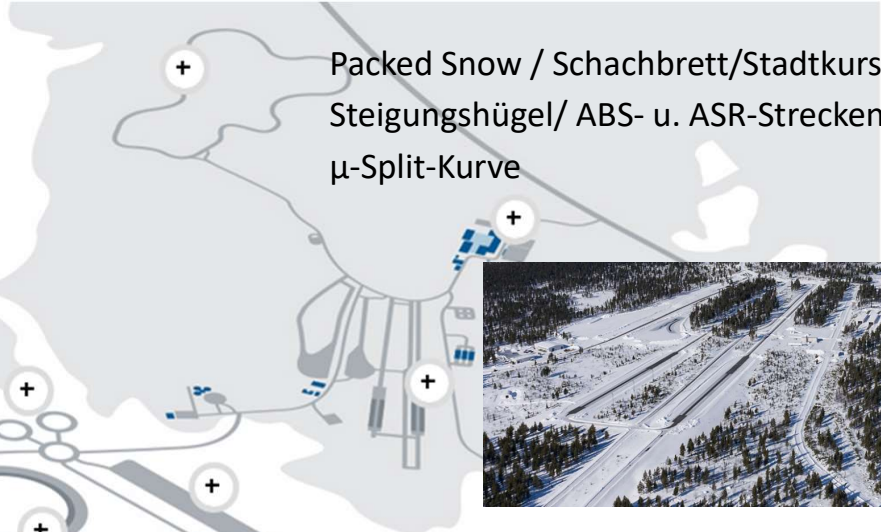 Packed Snow / Schachbrett/Stadtkurs
Steigungshügel/ ABS- u. ASR-Strecken
µ-Split-Kurve